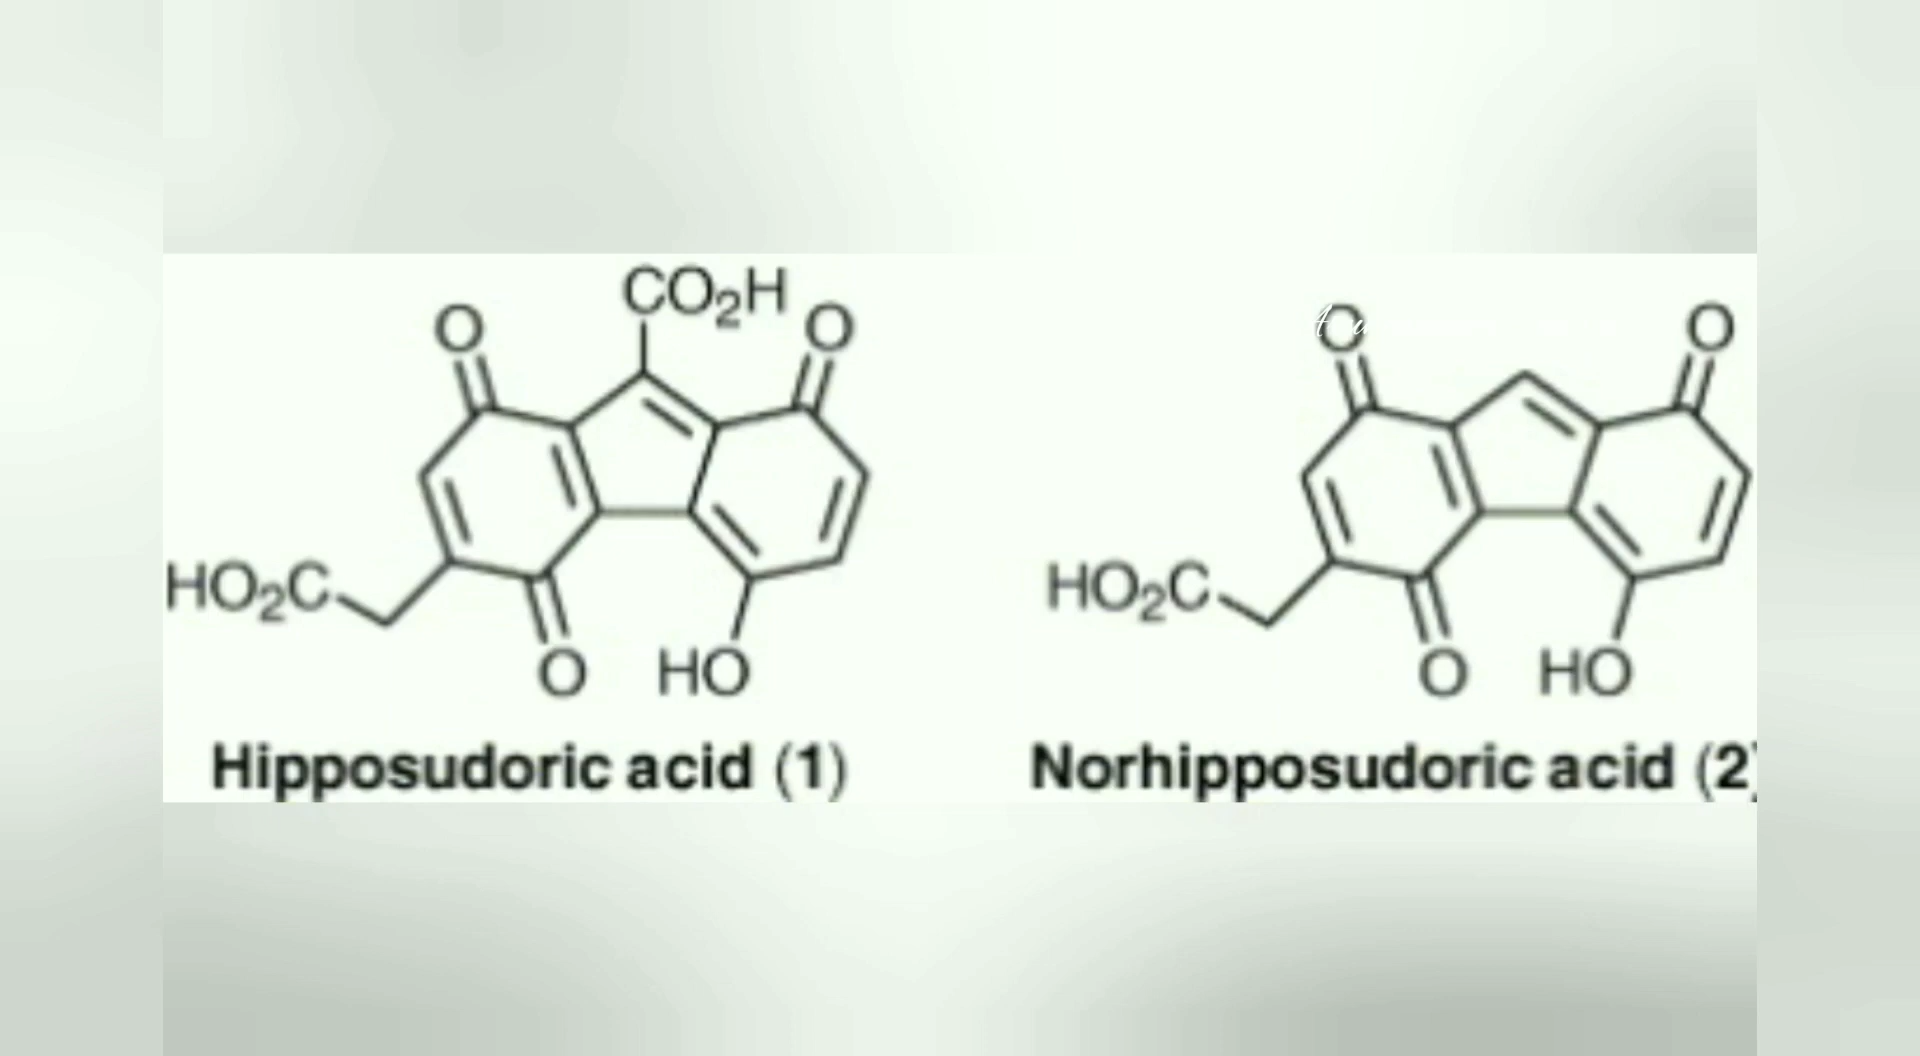 CO₂H
O O O O
HO₂C HO₂C
O HO O HO
Hipposudoric acid (1) Norhipposudoric acid (2)